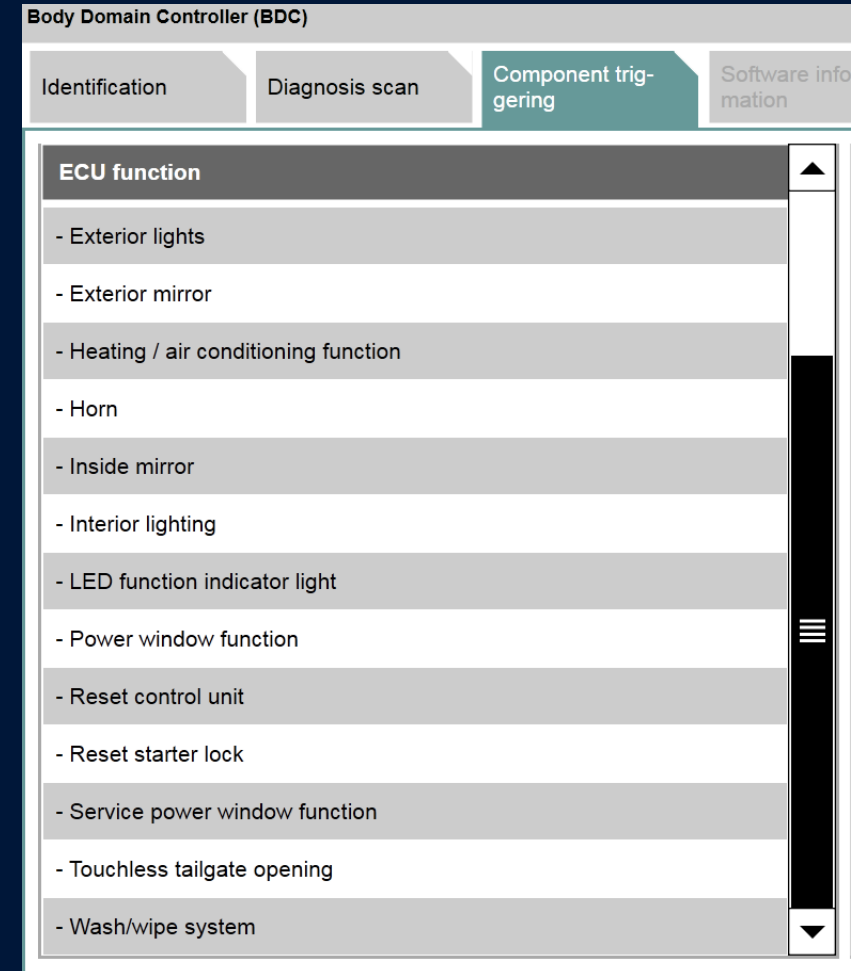 Body Domain Controller (BDC)
Identification
Diagnosis scan
Component trig-
gering
Software info
mation
ECU function
- Exterior lights
- Exterior mirror
- Heating / air conditioning function
- Horn
- Inside mirror
- Interior lighting
- LED function indicator light
- Power window function
- Reset control unit
- Reset starter lock
- Service power window function
- Touchless tailgate opening
- Wash/wipe system